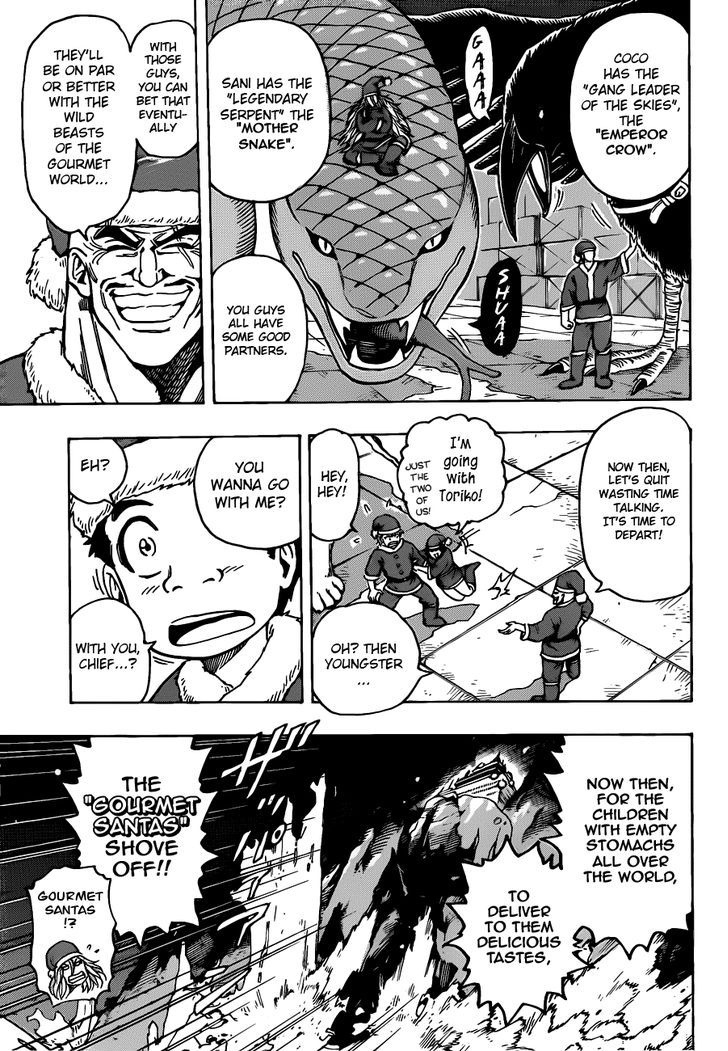 COCO
HAS THE
"GANG LEADER
OF THE SKIES",
THE
"EMPEROR
CROW".
GAAA
SANI HAS THE
"LEGENDARY
SERPENT" THE
"MOTHER
SNAKE".
SHUAA
YOU GUYS
ALL HAVE
SOME GOOD
PARTNERS.
WITH
THOSE
GUYS,
YOU CAN
BET THAT
EVENTU-
ALLY
THEY'LL
BE ON PAR
OR BETTER
WITH THE
WILD
BEASTS
OF THE
GOURMET
WORLD...
NOW THEN,
LET'S QUIT
WASTING TIME
TALKING.
IT'S TIME TO
DEPART!
I'm
going
with
Toriko!
JUST
THE
TWO
OF
US!
HEY,
HEY!
OH? THEN
YOUNGSTER
...
YOU
WANNA GO
WITH ME?
EH?
WITH YOU,
CHIEF...?
NOW THEN,
FOR THE
CHILDREN
WITH EMPTY
STOMACHS
ALL OVER
THE WORLD,
TO
DELIVER
TO THEM
DELICIOUS
TASTES,
THE
"GOURMET
SANTAS"
SHOVE
OFF!!
GOURMET
SANTAS
!?